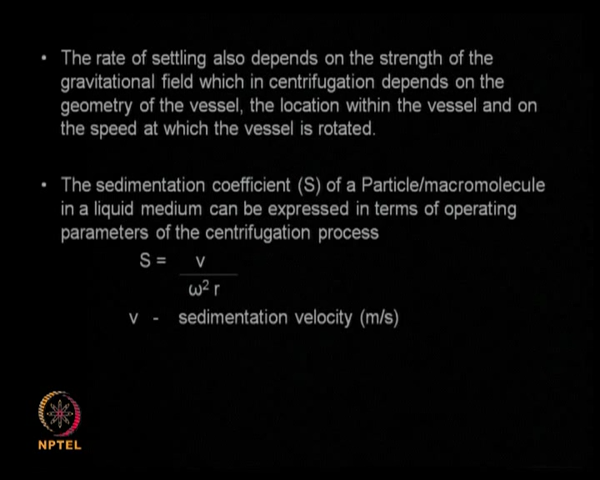 • The rate of settling also depends on the strength of the
gravitational field which in centrifugation depends on the
geometry of the vessel, the location within the vessel and on
the speed at which the vessel is rotated.
• The sedimentation coefficient (S) of a Particle/macromolecule
in a liquid medium can be expressed in terms of operating
parameters of the centrifugation process
S = v
ω² r
v - sedimentation velocity (m/s)
NPTEL